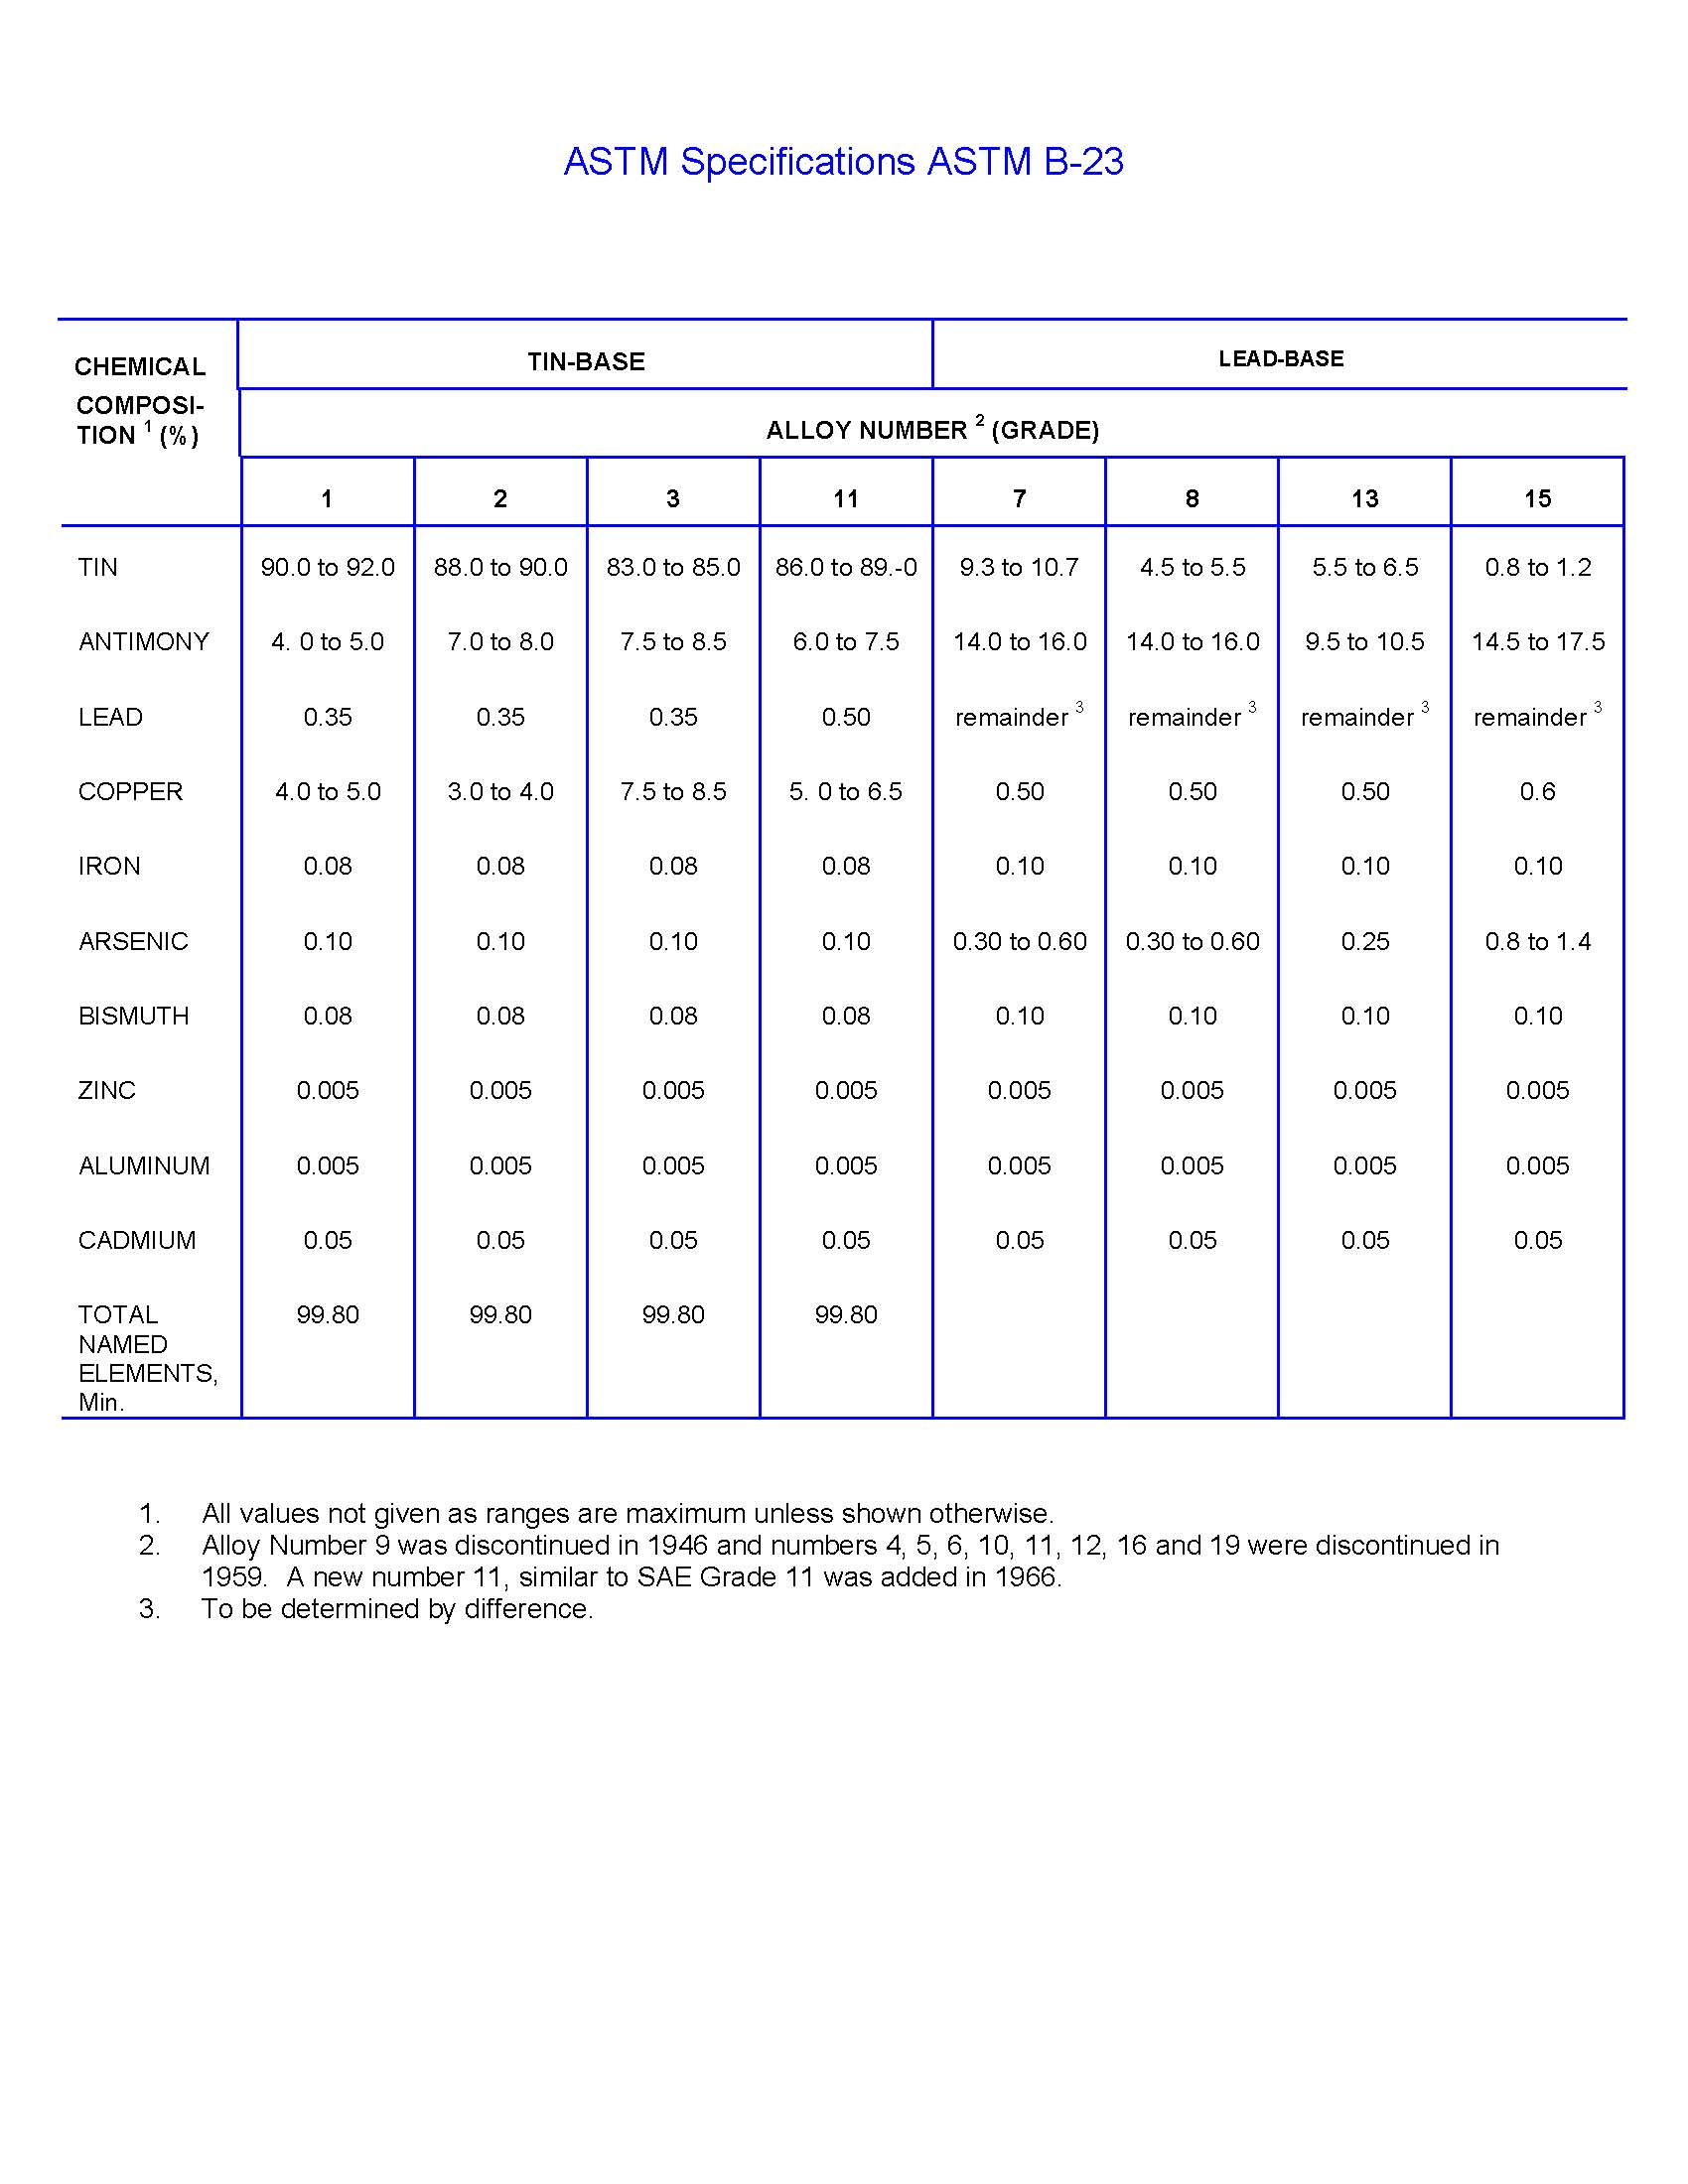 ASTM Specifications ASTM B-23
CHEMICAL
COMPOSI-
TION 1 (%)
TIN-BASE LEAD-BASE
ALLOY NUMBER 2 (GRADE)
1 2 3 11 7 8 13 15
TIN 90.0 to 92.0 88.0 to 90.0 83.0 to 85.0 86.0 to 89.-0 9.3 to 10.7 4.5 to 5.5 5.5 to 6.5 0.8 to 1.2
ANTIMONY 4. 0 to 5.0 7.0 to 8.0 7.5 to 8.5 6.0 to 7.5 14.0 to 16.0 14.0 to 16.0 9.5 to 10.5 14.5 to 17.5
LEAD 0.35 0.35 0.35 0.50 remainder 3 remainder 3 remainder 3 remainder 3
COPPER 4.0 to 5.0 3.0 to 4.0 7.5 to 8.5 5. 0 to 6.5 0.50 0.50 0.50 0.6
IRON 0.08 0.08 0.08 0.08 0.10 0.10 0.10 0.10
ARSENIC 0.10 0.10 0.10 0.10 0.30 to 0.60 0.30 to 0.60 0.25 0.8 to 1.4
BISMUTH 0.08 0.08 0.08 0.08 0.10 0.10 0.10 0.10
ZINC 0.005 0.005 0.005 0.005 0.005 0.005 0.005 0.005
ALUMINUM 0.005 0.005 0.005 0.005 0.005 0.005 0.005 0.005
CADMIUM 0.05 0.05 0.05 0.05 0.05 0.05 0.05 0.05
TOTAL 99.80 99.80 99.80 99.80
NAMED
ELEMENTS,
Min.
1. All values not given as ranges are maximum unless shown otherwise.
2. Alloy Number 9 was discontinued in 1946 and numbers 4, 5, 6, 10, 11, 12, 16 and 19 were discontinued in
1959. A new number 11, similar to SAE Grade 11 was added in 1966.
3. To be determined by difference.